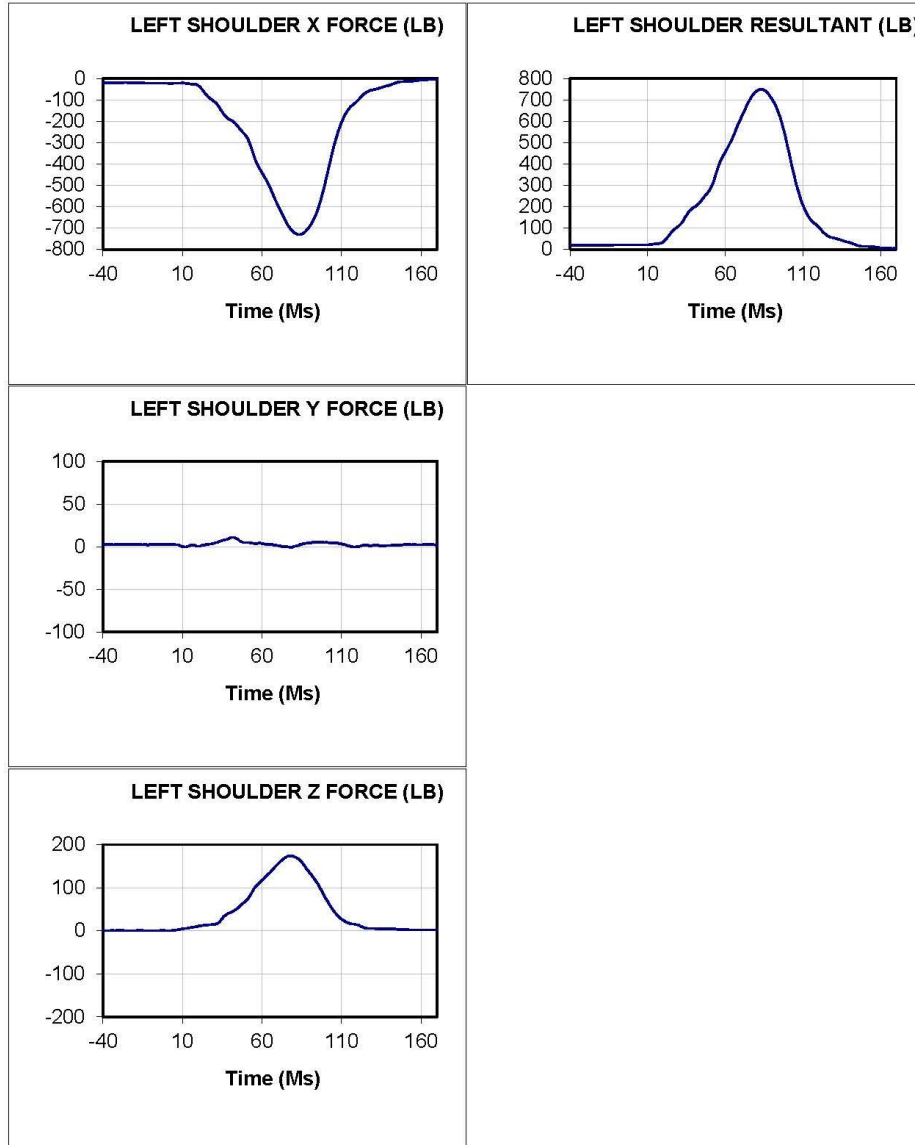 LEFT SHOULDER X FORCE (LB)
0
-100
-200
-300
-400
-500
-600
-700
-800
-40 10 60 110 160
Time (Ms)
LEFT SHOULDER RESULTANT (LB)
800
700
600
500
400
300
200
100
0
-40 10 60 110 160
Time (Ms)
LEFT SHOULDER Y FORCE (LB)
100
50
0
-50
-100
-40 10 60 110 160
Time (Ms)
LEFT SHOULDER Z FORCE (LB)
200
100
0
-100
-200
-40 10 60 110 160
Time (Ms)